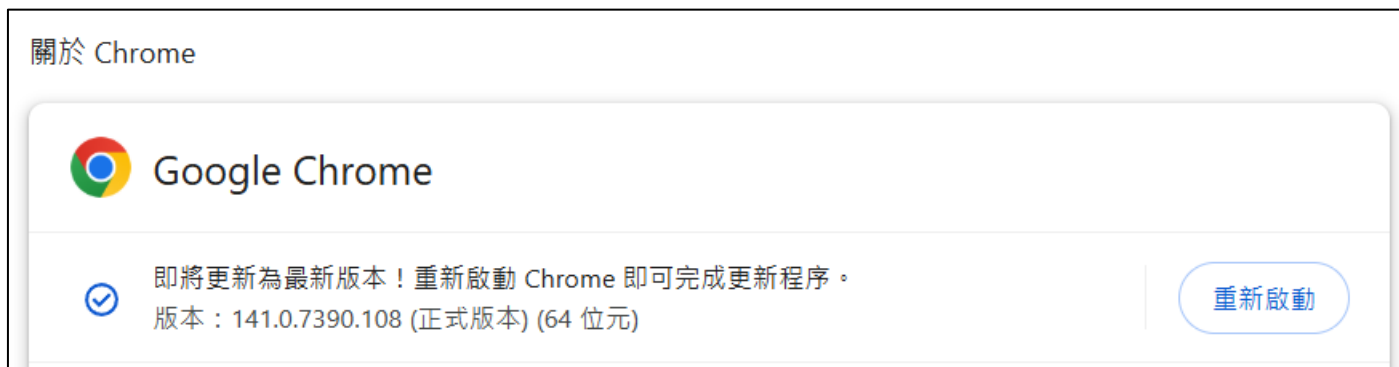 關於 Chrome
Google Chrome
即將更新為最新版本！重新啟動 Chrome 即可完成更新程序。
版本：141.0.7390.108 (正式版本) (64 位元)
重新啟動